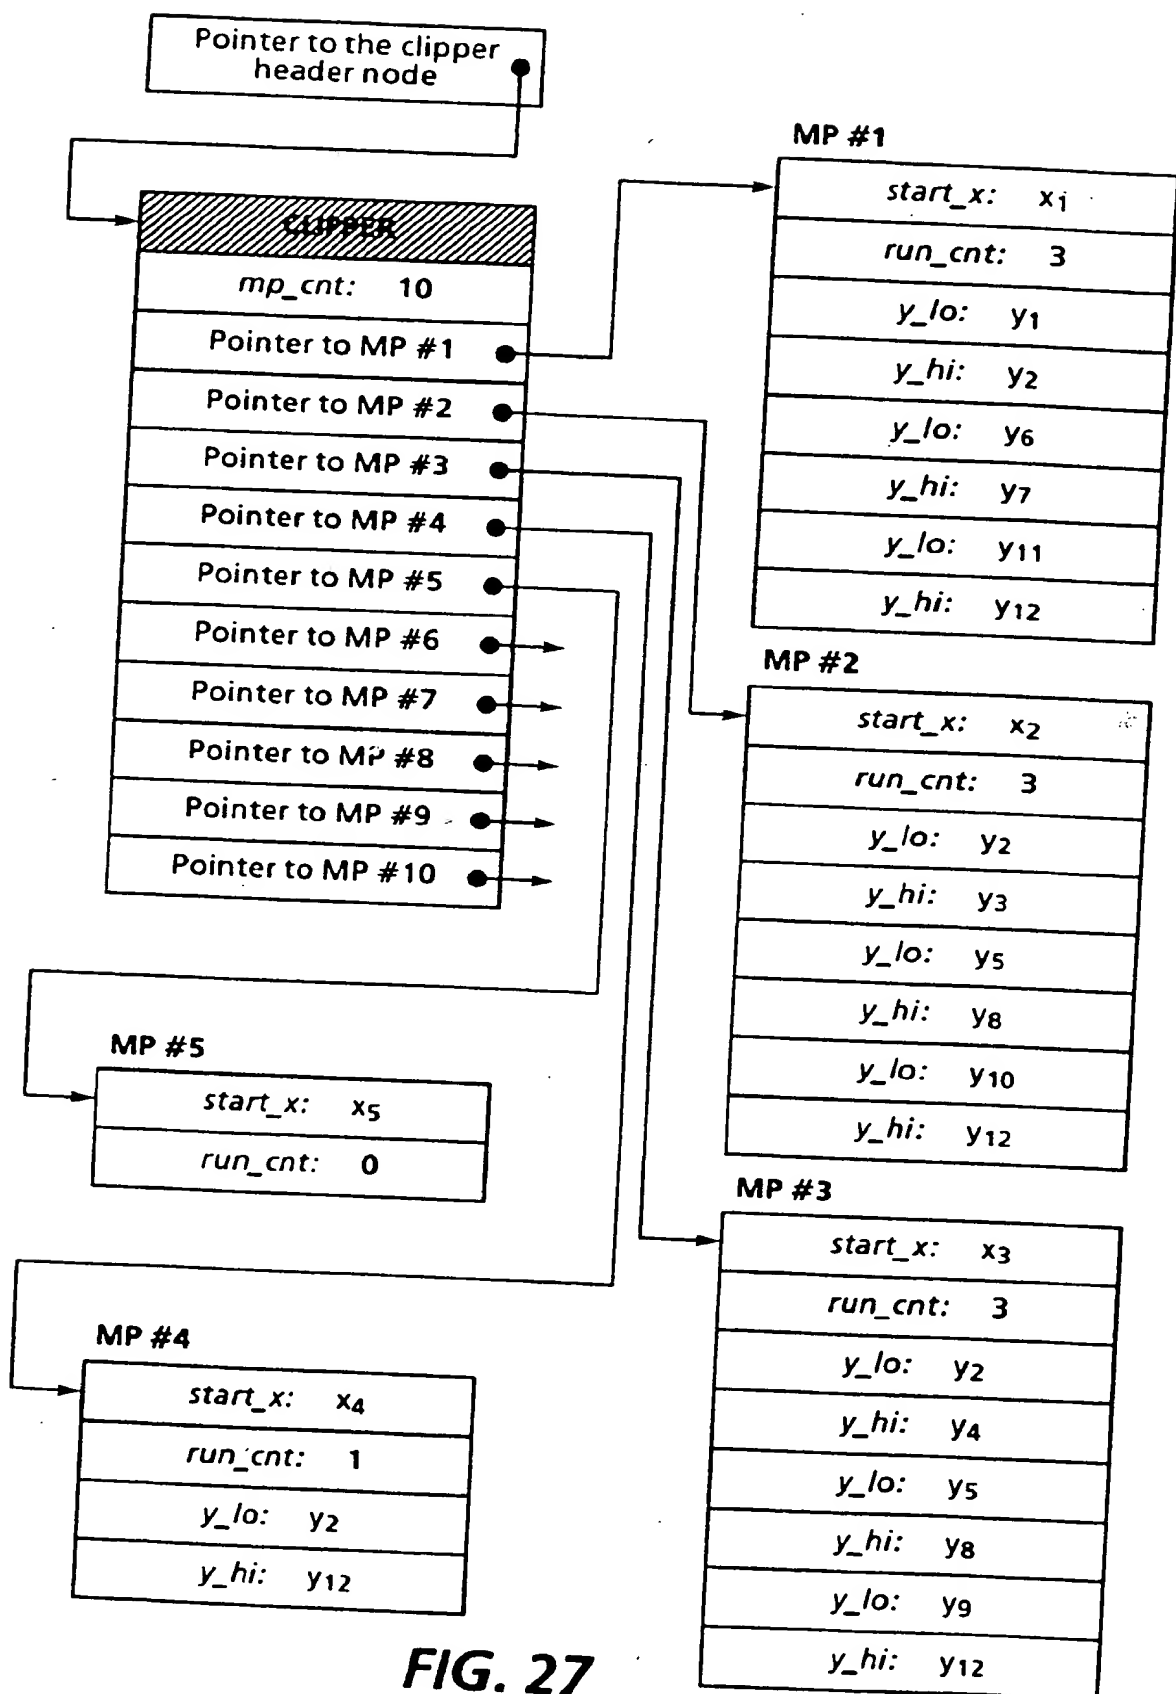 Pointer to the clipper
header node
CLIPPER
mp_cnt: 10
Pointer to MP #1
Pointer to MP #2
Pointer to MP #3
Pointer to MP #4
Pointer to MP #5
Pointer to MP #6
Pointer to MP #7
Pointer to MP #8
Pointer to MP #9
Pointer to MP #10
MP #1
start_x: x1
run_cnt: 3
y_lo: y1
y_hi: y2
y_lo: y6
y_hi: y7
y_lo: y11
y_hi: y12
MP #2
start_x: x2
run_cnt: 3
y_lo: y2
y_hi: y3
y_lo: y5
y_hi: y8
y_lo: y10
y_hi: y12
MP #5
start_x: x5
run_cnt: 0
MP #3
start_x: x3
run_cnt: 3
y_lo: y2
y_hi: y4
y_lo: y5
y_hi: y8
y_lo: y9
y_hi: y12
MP #4
start_x: x4
run_cnt: 1
y_lo: y2
y_hi: y12
FIG. 27